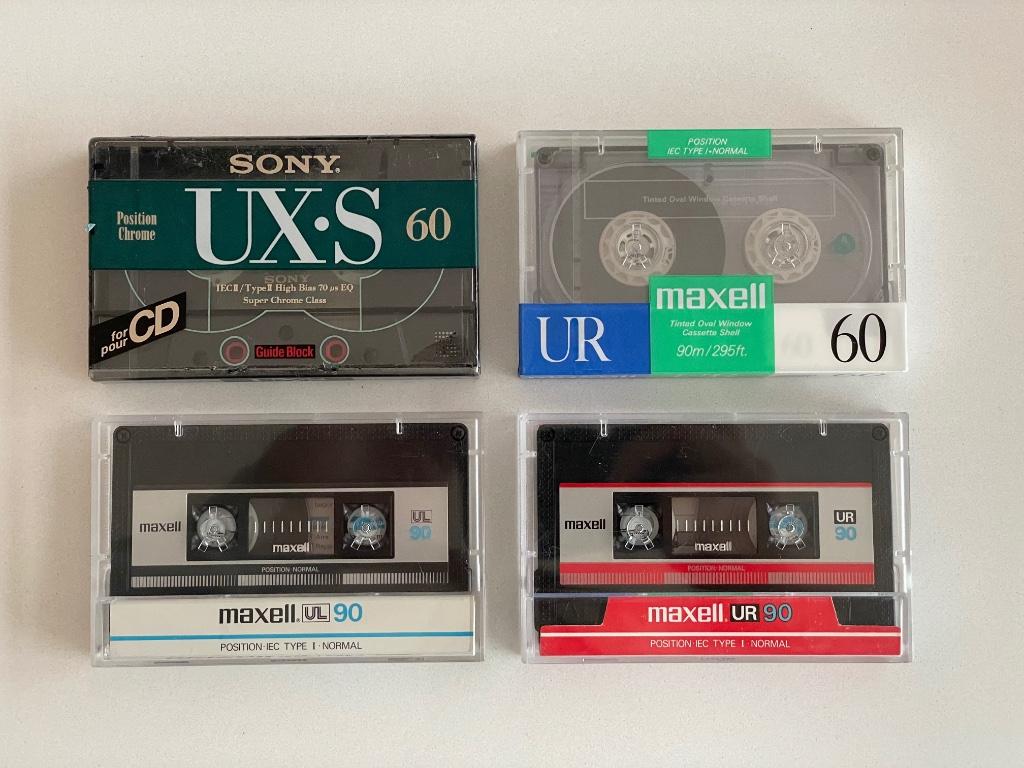 SONY®
UX·S
Position
Chrome
60
SONY
IECII/TypeII High Bias 70 μs EQ
Super Chrome Class
for
pour CD
Guide Block
POSITION
IEC TYPE I•NORMAL
Tinted Oval Window Cassette Shell
maxell
UR
Tinted Oval Window
Cassette Shell
90m/295ft.
60
maxell
UL
90
maxell
POSITION NORMAL
maxell® UL 90
POSITION·IEC TYPE I·NORMAL
maxell
UR
90
maxell
POSITION NORMAL
maxell® UR 90
POSITION·IEC TYPE I·NORMAL